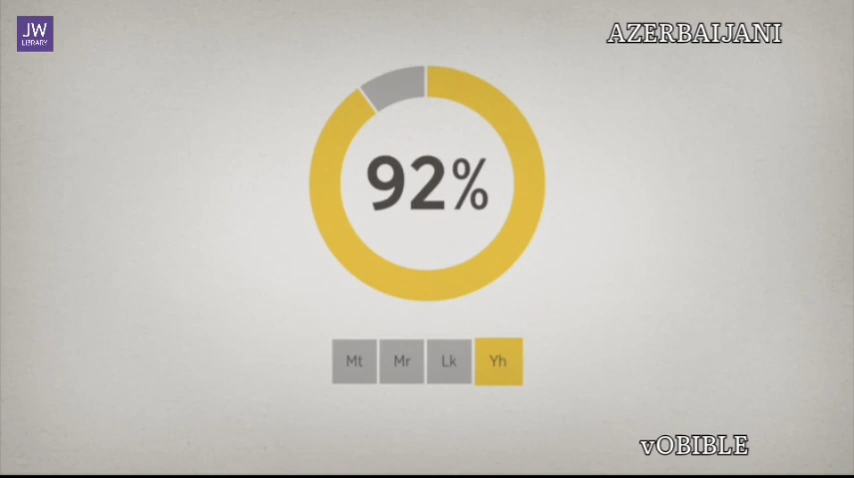 JW
LIBRARY
AZERBAIJANI
92%
Mt Mr Lk Yh
vOBIBLE